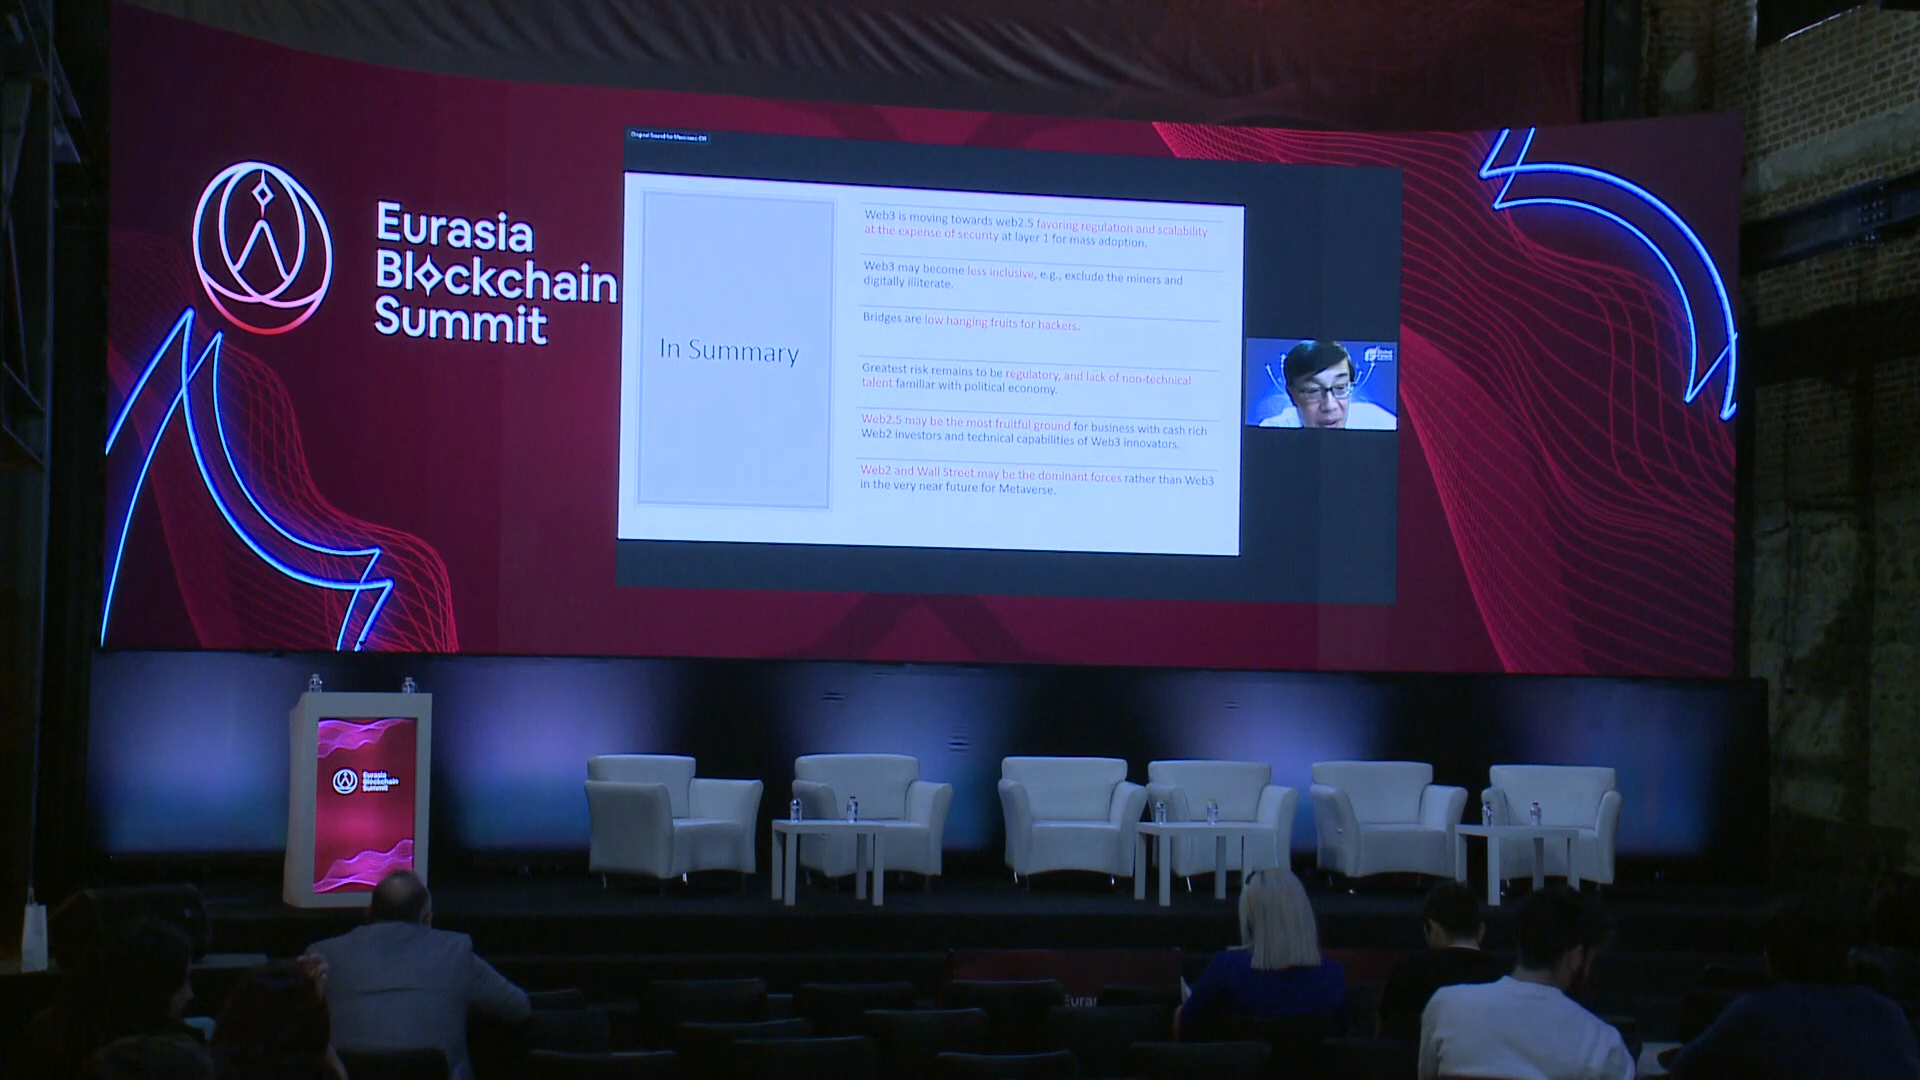 Original Sound for Musicians: Off
Eurasia
Blockchain
Summit
In Summary
Web3 is moving towards web2.5 favoring regulation and scalability
at the expense of security at layer 1 for mass adoption.
Web3 may become less inclusive, e.g., exclude the miners and
digitally illiterate.
Bridges are low hanging fruits for hackers.
Greatest risk remains to be regulatory, and lack of non-technical
talent familiar with political economy.
Web2.5 may be the most fruitful ground for business with cash rich
Web2 investors and technical capabilities of Web3 innovators.
Web2 and Wall Street may be the dominant forces rather than Web3
in the very near future for Metaverse.
Eurasia
Blockchain
Summit